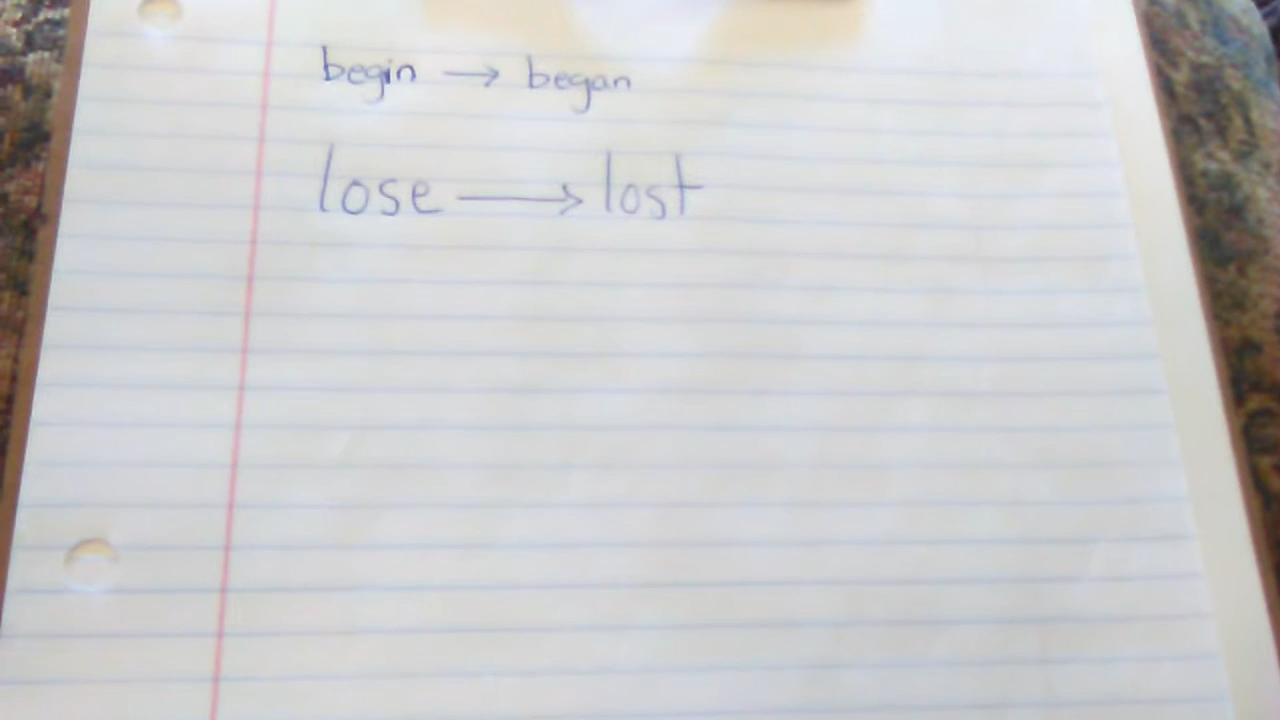 begin → began
lose → lost